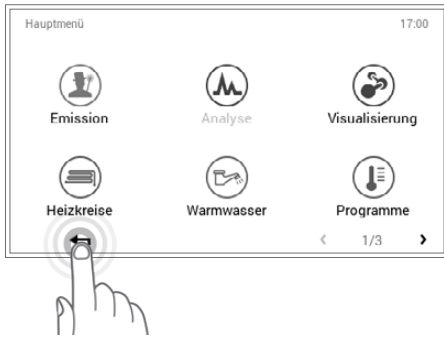 Hauptmenü 17:00
Emission Analyse Visualisierung
Heizkreise Warmwasser Programme
1/3